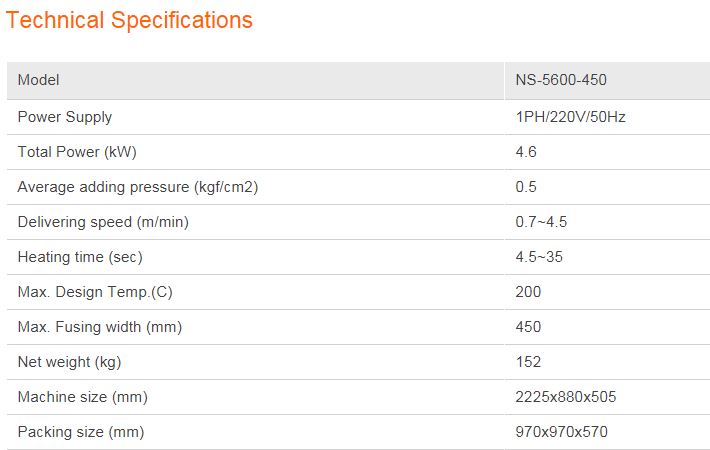 Technical Specifications
Model NS-5600-450
Power Supply 1PH/220V/50Hz
Total Power (kW) 4.6
Average adding pressure (kgf/cm2) 0.5
Delivering speed (m/min) 0.7~4.5
Heating time (sec) 4.5~35
Max. Design Temp.(C) 200
Max. Fusing width (mm) 450
Net weight (kg) 152
Machine size (mm) 2225x880x505
Packing size (mm) 970x970x570